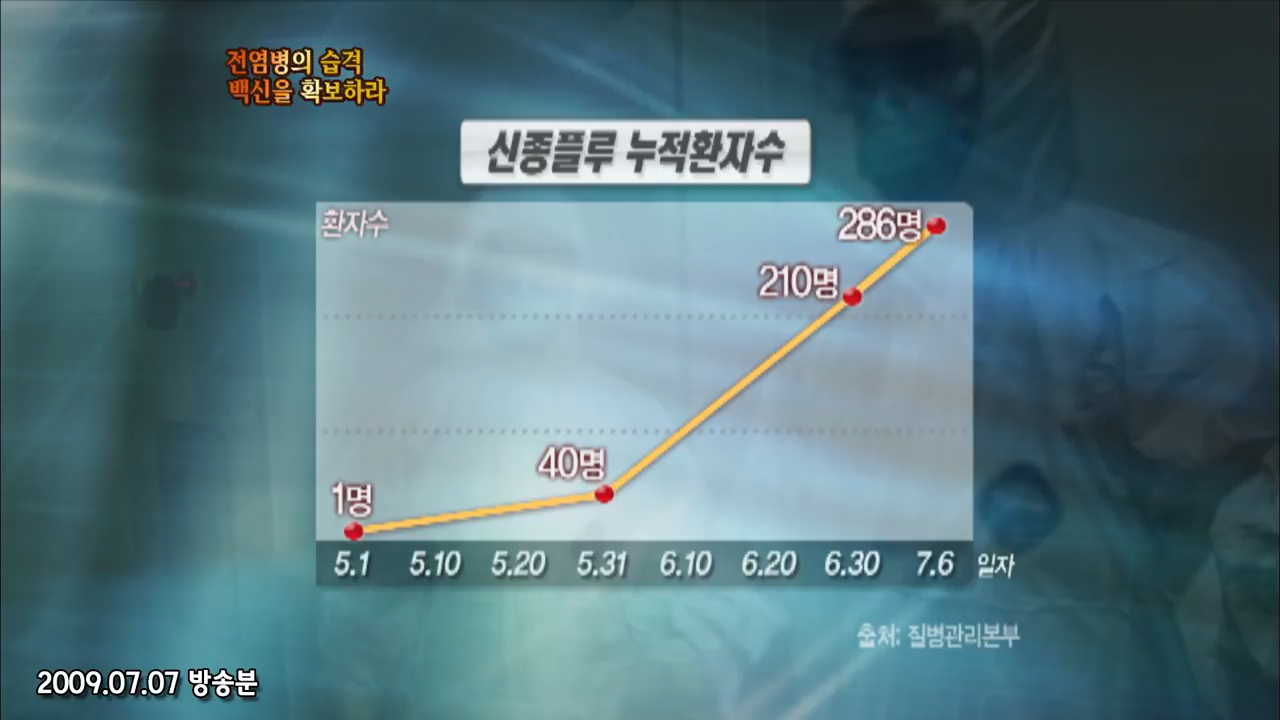 전염병의 습격
백신을 확보하라
신종플루 누적환자수
환자수
286명
210명
40명
1명
5.1 5.10 5.20 5.31 6.10 6.20 6.30 7.6 일자
출처: 질병관리본부
2009.07.07 방송분